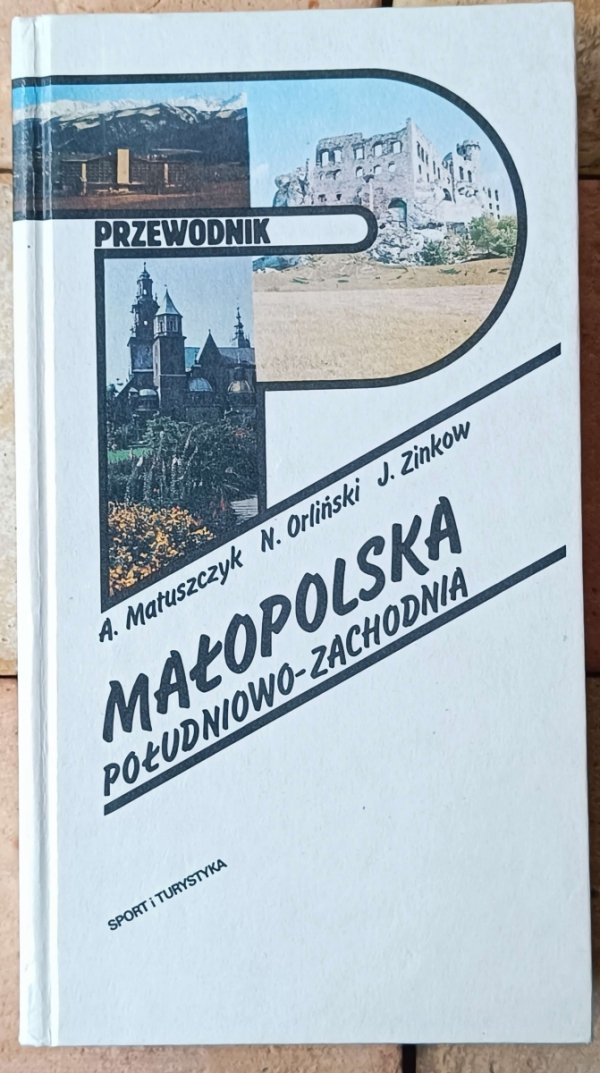 PRZEWODNIK
A. Matuszczyk N. Orliński J. Zinkow
MAŁOPOLSKA
POŁUDNIOWO-ZACHODNIA
SPORT i TURYSTYKA